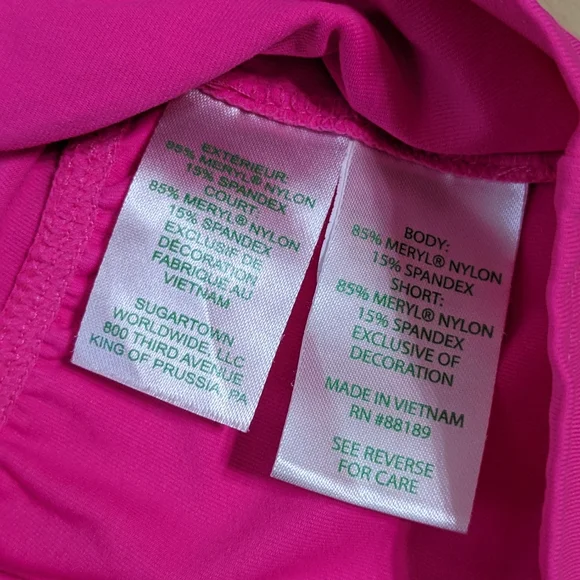 EXTÉRIEUR:
85% MERYL® NYLON
15% SPANDEX
COURT:
85% MERYL® NYLON
15% SPANDEX
EXCLUSIF DE
DÉCORATION
FABRIQUE AU
VIETNAM
SUGARTOWN
WORLDWIDE, LLC
800 THIRD AVENUE
KING OF PRUSSIA, PA
BODY:
85% MERYL® NYLON
15% SPANDEX
SHORT:
85% MERYL® NYLON
15% SPANDEX
EXCLUSIVE OF
DECORATION
MADE IN VIETNAM
RN #88189
SEE REVERSE
FOR CARE